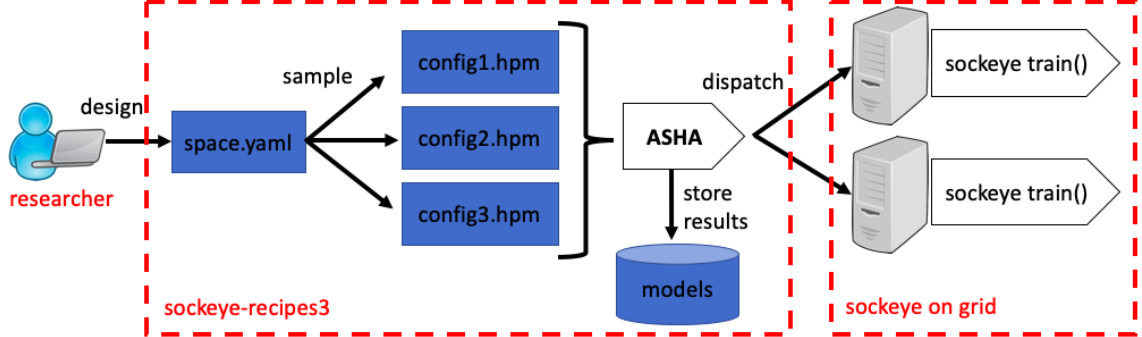 design
researcher
space.yaml
sample
config1.hpm
config2.hpm
config3.hpm
ASHA
store
results
models
sockeye-recipes3
dispatch
sockeye train()
sockeye train()
sockeye on grid